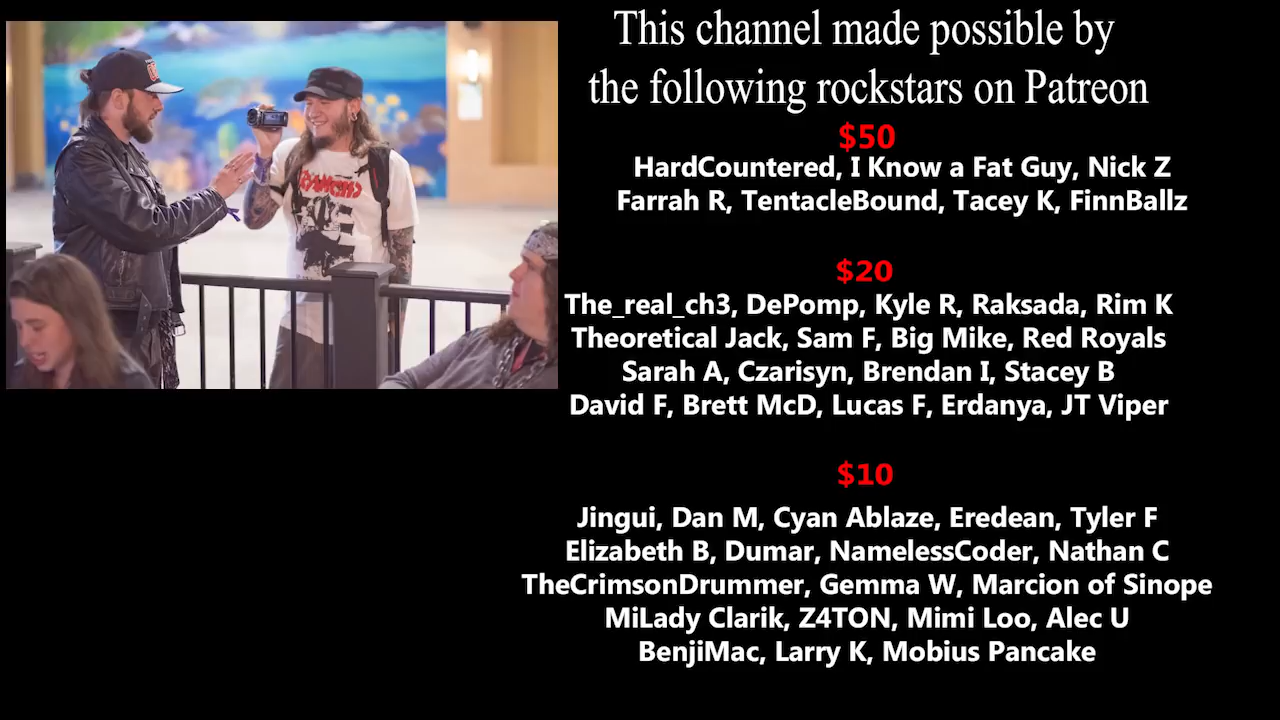 This channel made possible by
the following rockstars on Patreon
$50
HardCountered, I Know a Fat Guy, Nick Z
Farrah R, TentacleBound, Tacey K, FinnBallz
$20
The_real_ch3, DePomp, Kyle R, Raksada, Rim K
Theoretical Jack, Sam F, Big Mike, Red Royals
Sarah A, Czarisyn, Brendan I, Stacey B
David F, Brett McD, Lucas F, Erdanya, JT Viper
$10
Jingui, Dan M, Cyan Ablaze, Eredean, Tyler F
Elizabeth B, Dumar, NamelessCoder, Nathan C
TheCrimsonDrummer, Gemma W, Marcion of Sinope
MiLady Clarik, Z4TON, Mimi Loo, Alec U
BenjiMac, Larry K, Mobius Pancake